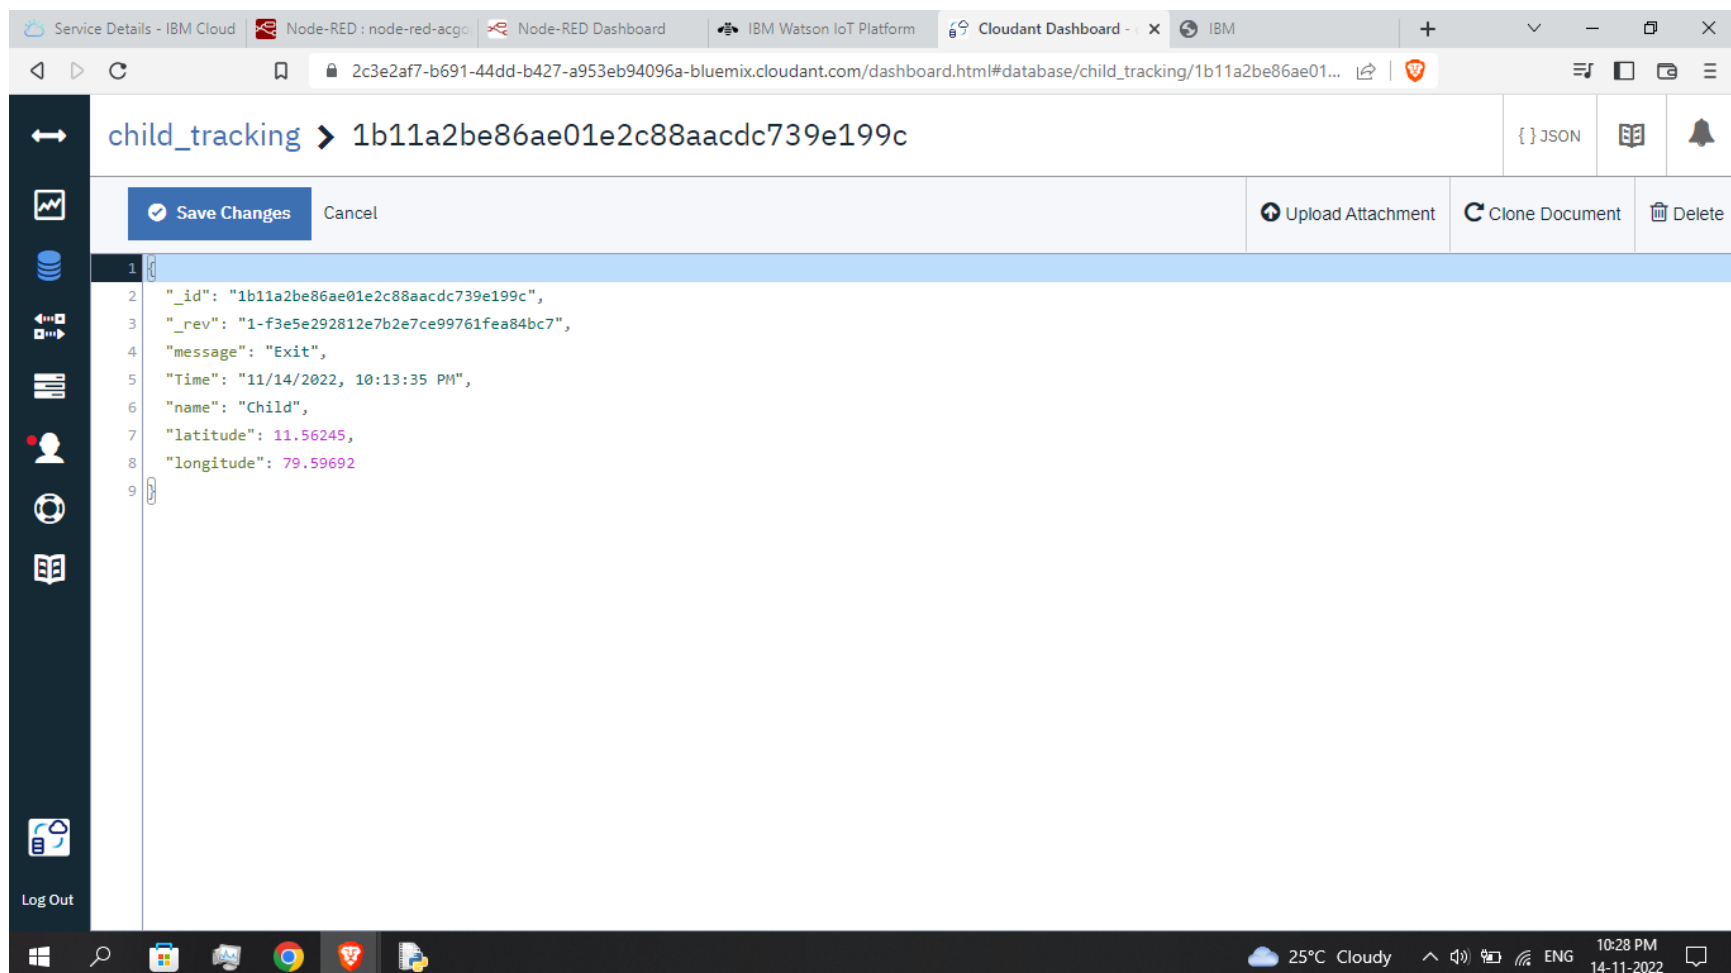 Service Details - IBM Cloud
Node-RED : node-red-acgo
Node-RED Dashboard
IBM Watson IoT Platform
Cloudant Dashboard -
IBM
2c3e2af7-b691-44dd-b427-a953eb94096a-bluemix.cloudant.com/dashboard.html#database/child_tracking/1b11a2be86ae01...
child_tracking > 1b11a2be86ae01e2c88aacdc739e199c
{ } JSON
Save Changes
Cancel
Upload Attachment
Clone Document
Delete
1 {
2 "_id": "1b11a2be86ae01e2c88aacdc739e199c",
3 "_rev": "1-f3e5e292812e7b2e7ce99761fea84bc7",
4 "message": "Exit",
5 "Time": "11/14/2022, 10:13:35 PM",
6 "name": "Child",
7 "latitude": 11.56245,
8 "longitude": 79.59692
9 }
Log Out
25°C Cloudy
ENG
10:28 PM
14-11-2022